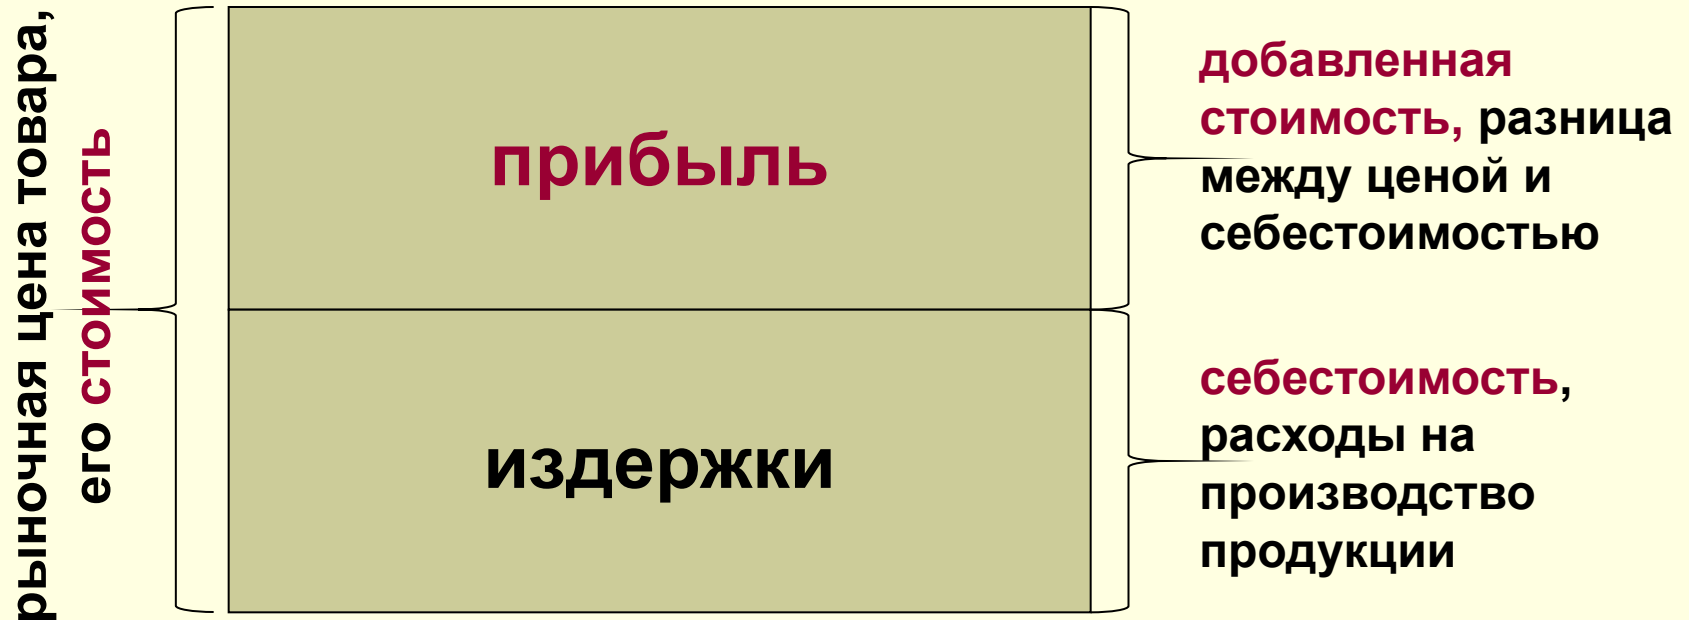 рыночная цена товара,
его стоимость
прибыль
добавленная
стоимость, разница
между ценой и
себестоимостью
издержки
себестоимость,
расходы на
производство
продукции